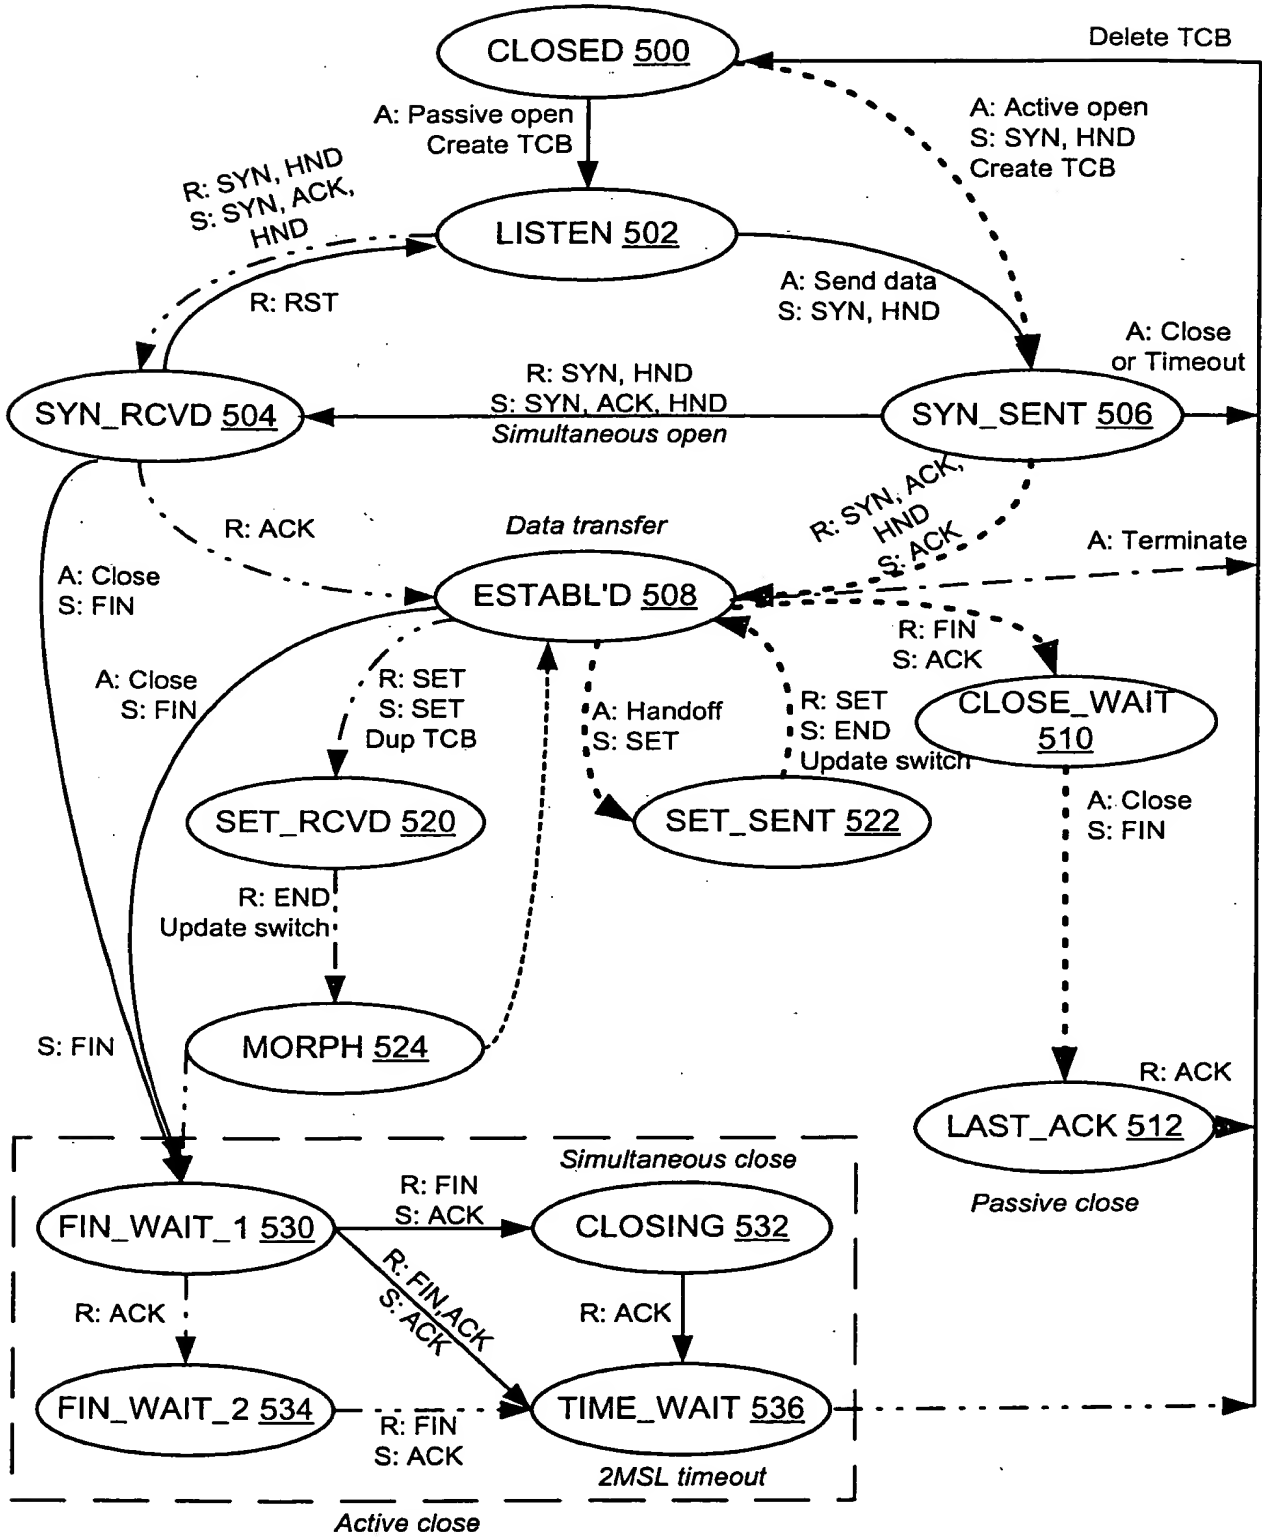 CLOSED 500
Delete TCB
A: Passive open
Create TCB
A: Active open
S: SYN, HND
Create TCB
R: SYN, HND
S: SYN, ACK,
HND
LISTEN 502
R: RST
A: Send data
S: SYN, HND
A: Close
or Timeout
SYN_RCVD 504
R: SYN, HND
S: SYN, ACK, HND
Simultaneous open
SYN_SENT 506
R: ACK
Data transfer
R: SYN, ACK,
HND
S: ACK
A: Terminate
A: Close
S: FIN
ESTABL'D 508
A: Close
S: FIN
R: SET
S: SET
Dup TCB
A: Handoff
S: SET
R: SET
S: END
Update switch
R: FIN
S: ACK
CLOSE_WAIT
510
SET_RCVD 520
SET_SENT 522
A: Close
S: FIN
R: END
Update switch
S: FIN
MORPH 524
R: ACK
LAST_ACK 512
Passive close
Simultaneous close
FIN_WAIT_1 530
R: FIN
S: ACK
CLOSING 532
R: ACK
R: FIN,ACK
S: ACK
R: ACK
FIN_WAIT_2 534
R: FIN
S: ACK
TIME_WAIT 536
2MSL timeout
Active close